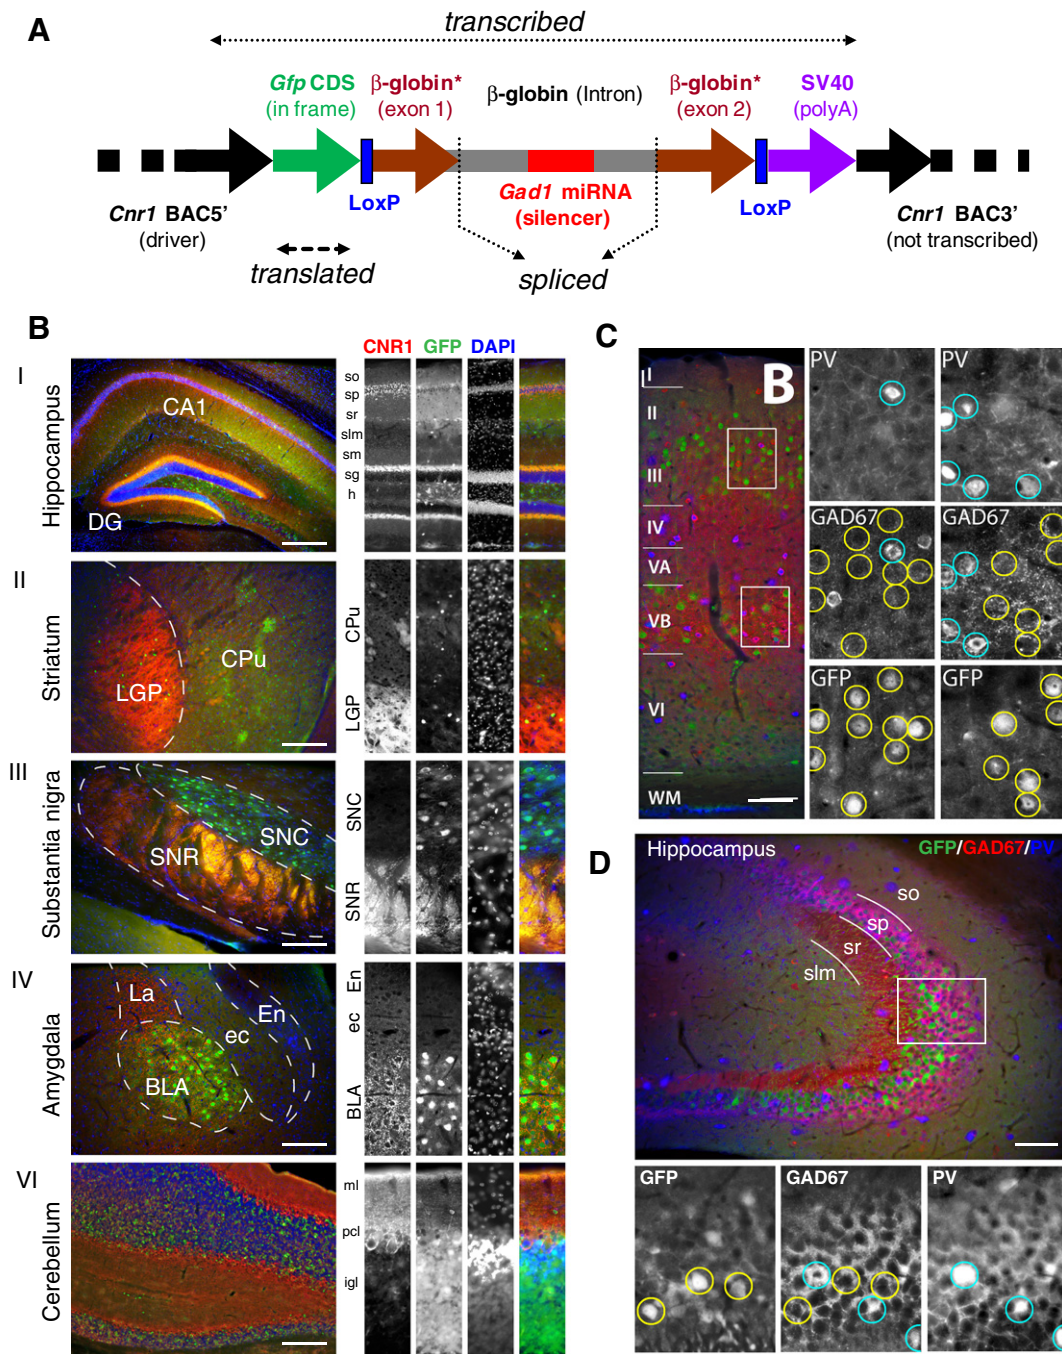 A
transcribed
Gfp CDS
(in frame)
β-globin*
(exon 1)
β-globin (Intron)
β-globin*
(exon 2)
SV40
(polyA)
LoxP
Gad1 miRNA
(silencer)
LoxP
Cnr1 BAC5’
(driver)
Cnr1 BAC3’
(not transcribed)
translated
spliced
B
CNR1 GFP DAPI
I
Hippocampus
CA1
DG
so
sp
sr
slm
sm
sg
h
II
Striatum
LGP
CPu
CPu
LGP
III
Substantia nigra
SNC
SNR
SNC
SNR
IV
Amygdala
La
En
ec
BLA
En
ec
BLA
VI
Cerebellum
ml
pcl
igl
C
B
I
II
III
IV
VA
VB
VI
WM
PV
GAD67
GAD67
GFP
GFP
D
Hippocampus
GFP/GAD67/PV
so
sp
sr
slm
GFP
GAD67
PV